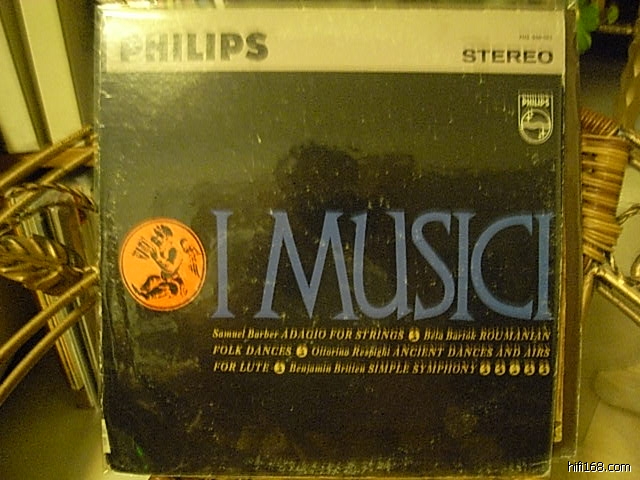 PHILIPS
STEREO
PHILIPS
I MUSICI
Samuel Barber ADAGIO FOR STRINGS Béla Bartók ROUMANIAN
FOLK DANCES Ottorino Respighi ANCIENT DANCES AND AIRS
FOR LUTE Benjamin Britten SIMPLE SYMPHONY
hifi168.com